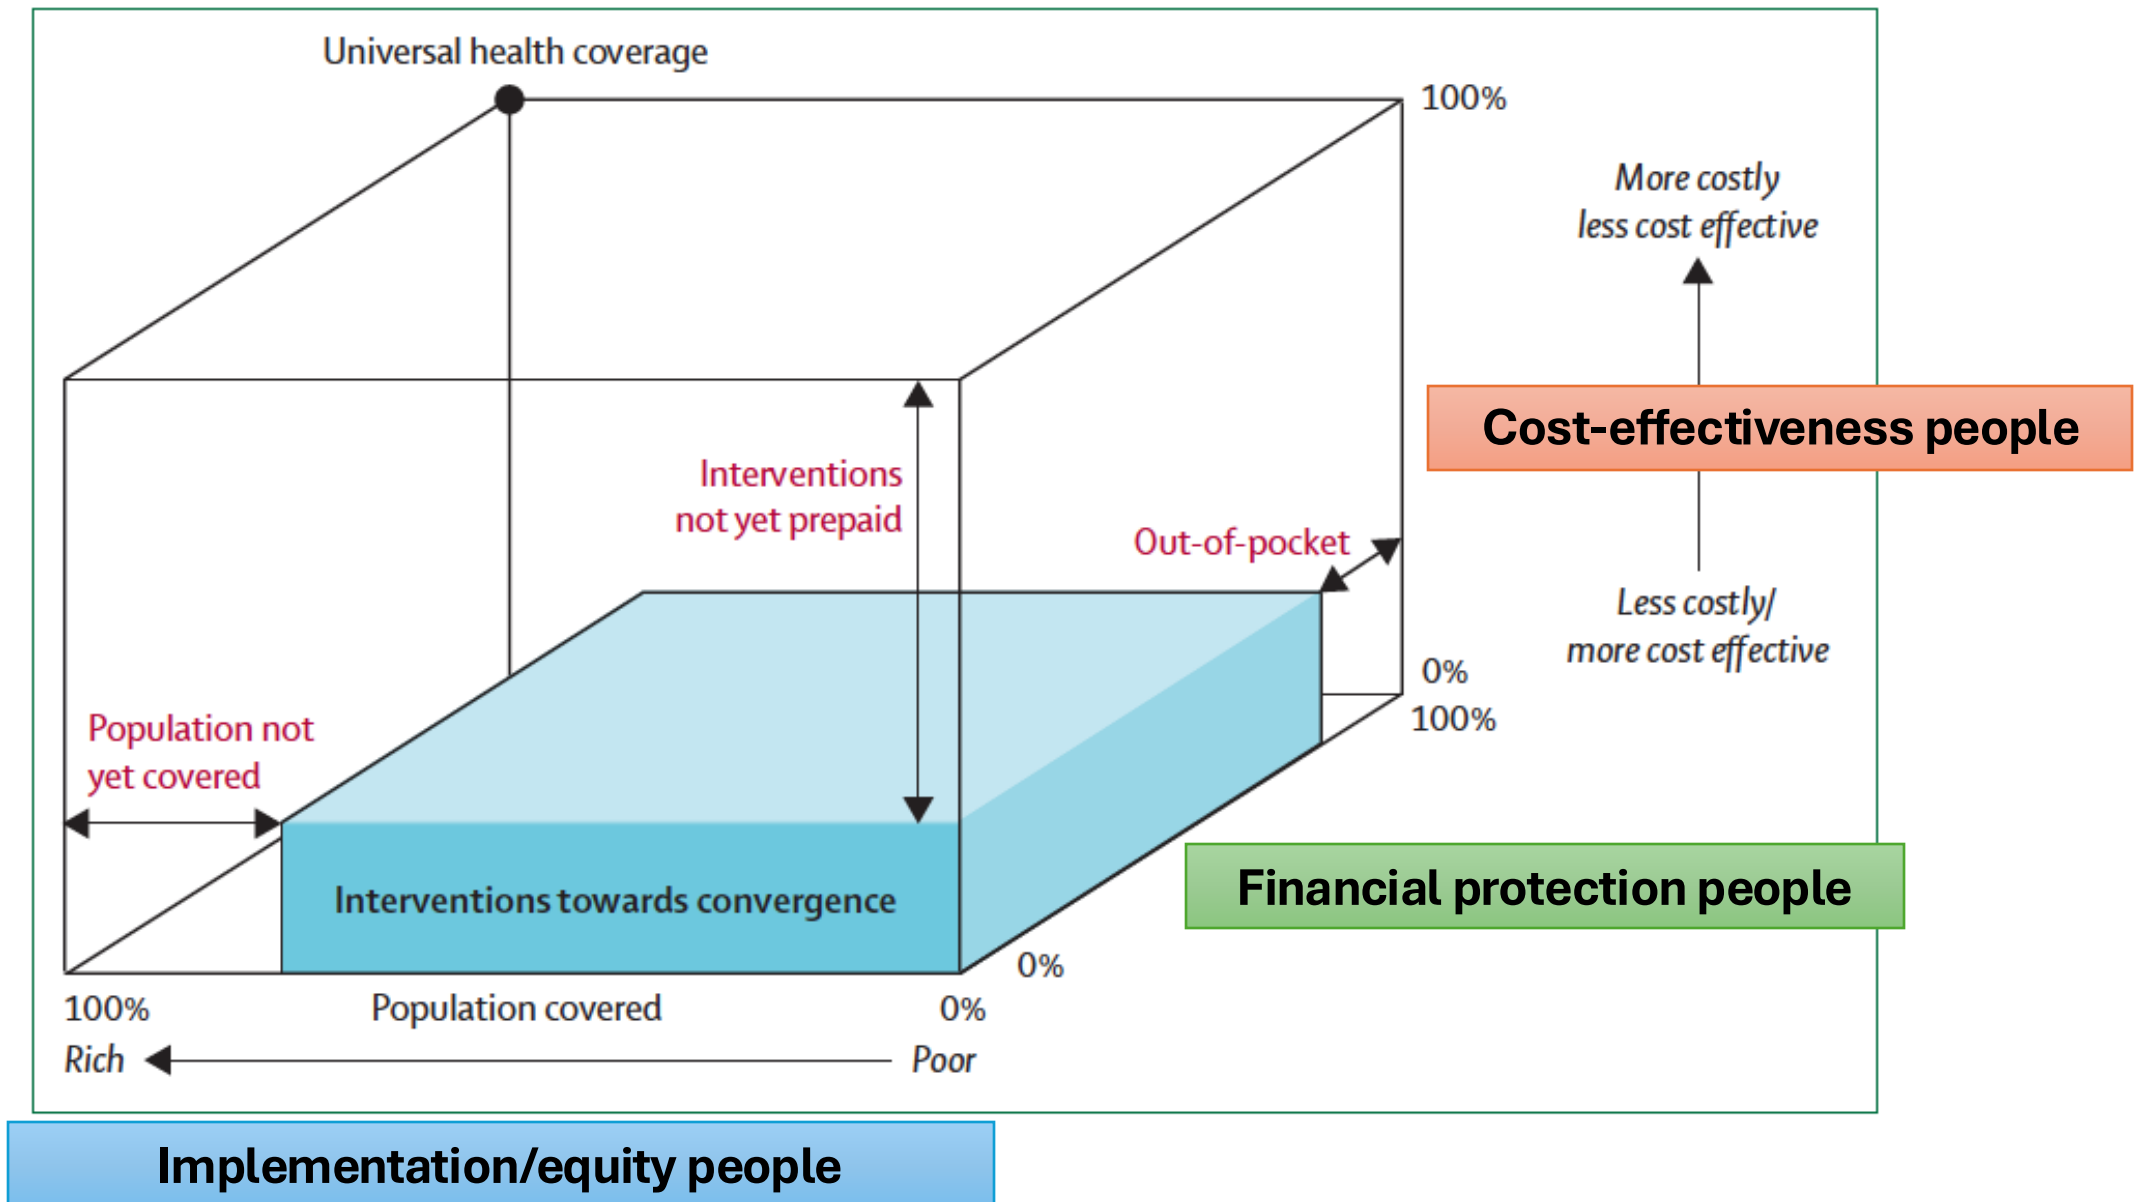 Universal health coverage
100%
More costly
less cost effective
Cost-effectiveness people
Interventions
not yet prepaid
Out-of-pocket
Less costly/
more cost effective
0%
100%
Population not
yet covered
Financial protection people
Interventions towards convergence
0%
100%
Population covered
0%
Rich
Poor
Implementation/equity people